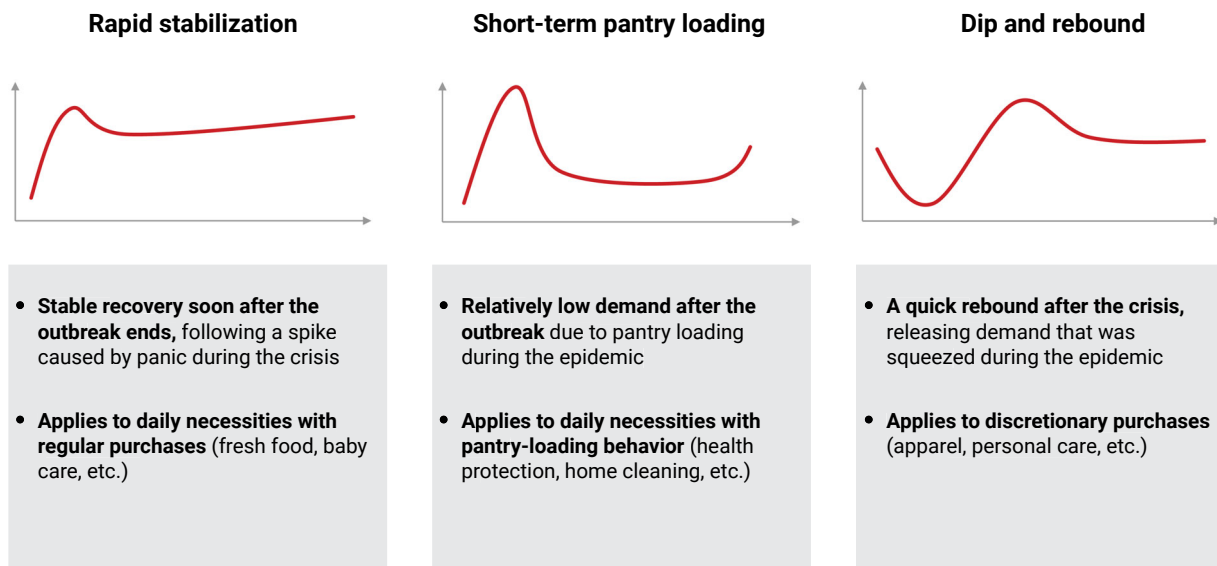 Rapid stabilization
Short-term pantry loading
Dip and rebound
• Stable recovery soon after the
outbreak ends, following a spike
caused by panic during the crisis
• Applies to daily necessities with
regular purchases (fresh food, baby
care, etc.)
• Relatively low demand after the
outbreak due to pantry loading
during the epidemic
• Applies to daily necessities with
pantry-loading behavior (health
protection, home cleaning, etc.)
• A quick rebound after the crisis,
releasing demand that was
squeezed during the epidemic
• Applies to discretionary purchases
(apparel, personal care, etc.)